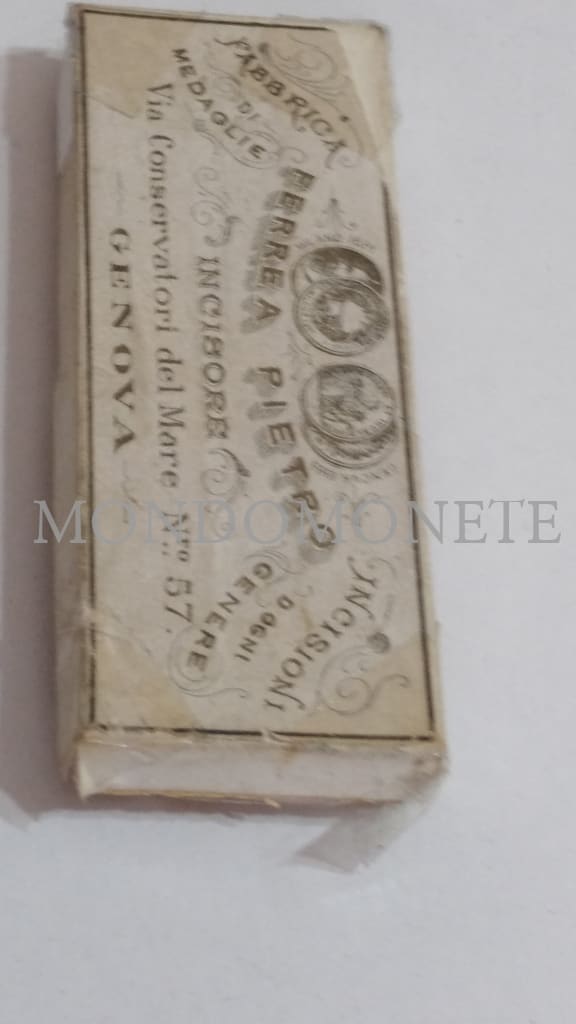 FABBRICA
DI
MEDAGLIE
FERREA PIETRO
INCISORE
INCISIONI
D'OGNI
GENERE
Via Conservatori del Mare N.ro 57.
GENOVA
MONDOMONETE